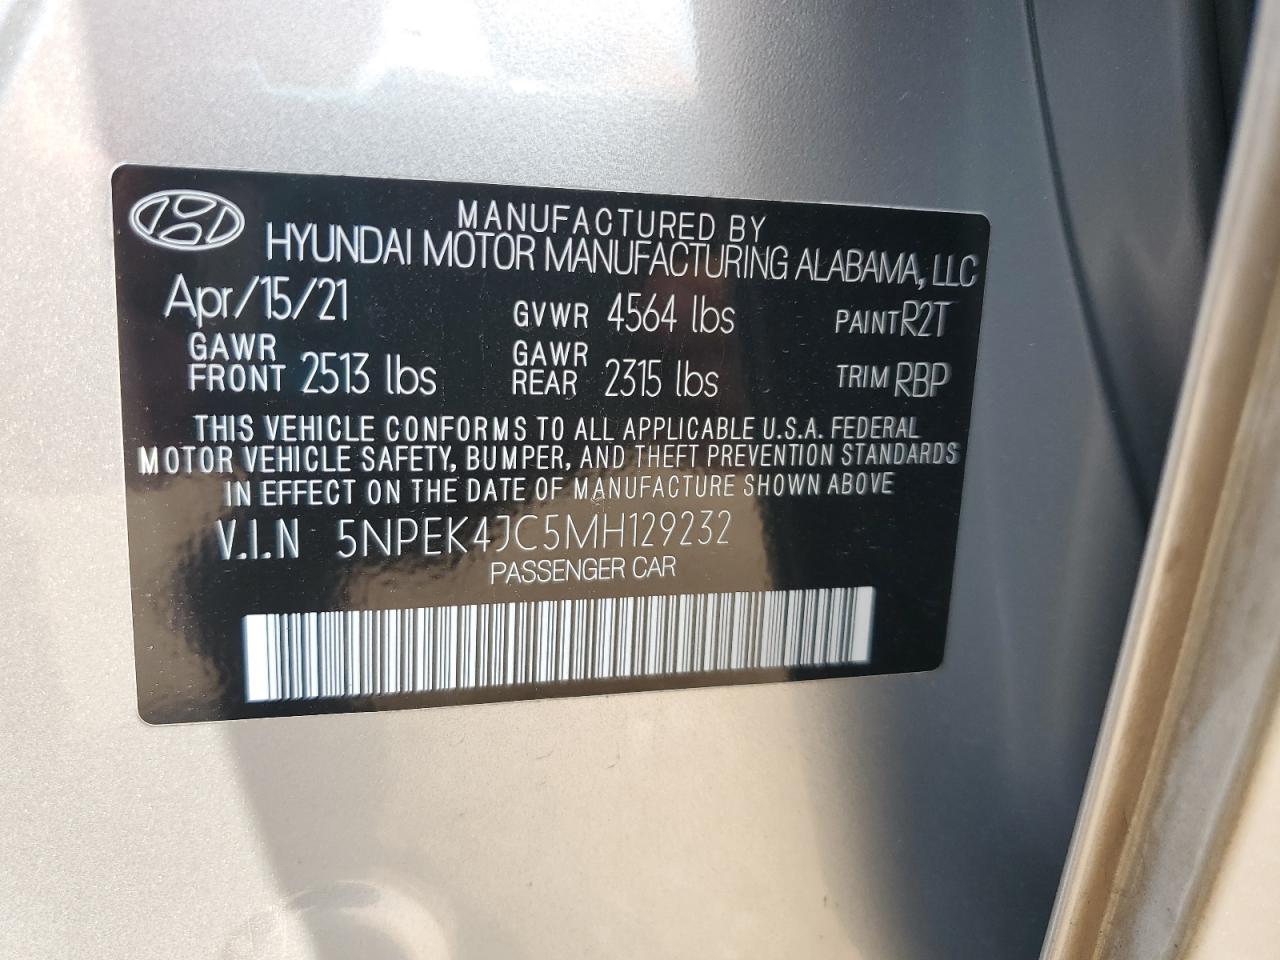 MANUFACTURED BY
HYUNDAI MOTOR MANUFACTURING ALABAMA, LLC
Apr/15/21 GVWR 4564 lbs PAINT R2T
GAWR FRONT 2513 lbs GAWR REAR 2315 lbs TRIM RBP
THIS VEHICLE CONFORMS TO ALL APPLICABLE U.S.A. FEDERAL
MOTOR VEHICLE SAFETY, BUMPER, AND THEFT PREVENTION STANDARDS
IN EFFECT ON THE DATE OF MANUFACTURE SHOWN ABOVE
V.I.N 5NPEK4JC5MH129232
PASSENGER CAR